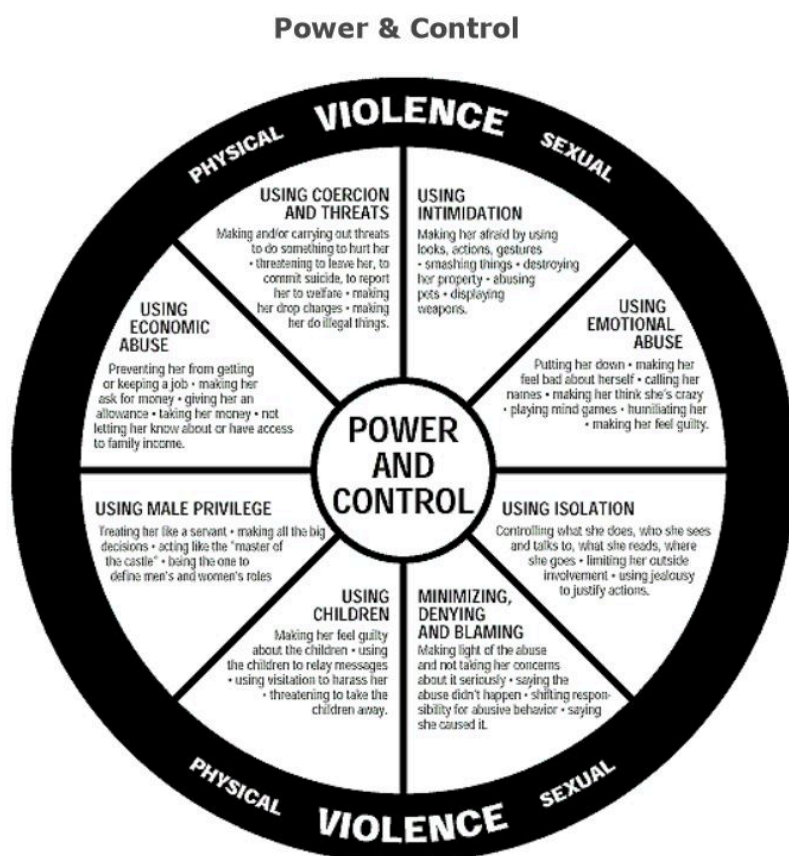 Power & Control
PHYSICAL VIOLENCE SEXUAL
USING COERCION
AND THREATS
Making and/or carrying out threats
to do something to hurt her
• threatening to leave her, to
commit suicide, to report
her to welfare • making
her drop charges • making
her do illegal things.
USING
INTIMIDATION
Making her afraid by using
looks, actions, gestures
• smashing things • destroying
her property • abusing
pets • displaying
weapons.
USING
EMOTIONAL
ABUSE
Putting her down • making her
feel bad about herself • calling her
names • making her think she's crazy
• playing mind games • humiliating her
• making her feel guilty.
USING ISOLATION
Controlling what she does, who she sees
and talks to, what she reads, where
she goes • limiting her outside
involvement • using jealousy
to justify actions.
MINIMIZING,
DENYING
AND BLAMING
Making light of the abuse
and not taking her concerns
about it seriously • saying the
abuse didn't happen • shifting respon-
sibility for abusive behavior • saying
she caused it.
USING
CHILDREN
Making her feel guilty
about the children • using
the children to relay messages
• using visitation to harass her
• threatening to take the
children away.
USING MALE PRIVILEGE
Treating her like a servant • making all the big
decisions • acting like the "master of
the castle" • being the one to
define men's and women's roles
USING
ECONOMIC
ABUSE
Preventing her from getting
or keeping a job • making her
ask for money • giving her an
allowance • taking her money • not
letting her know about or have access
to family income.
POWER
AND
CONTROL
PHYSICAL VIOLENCE SEXUAL